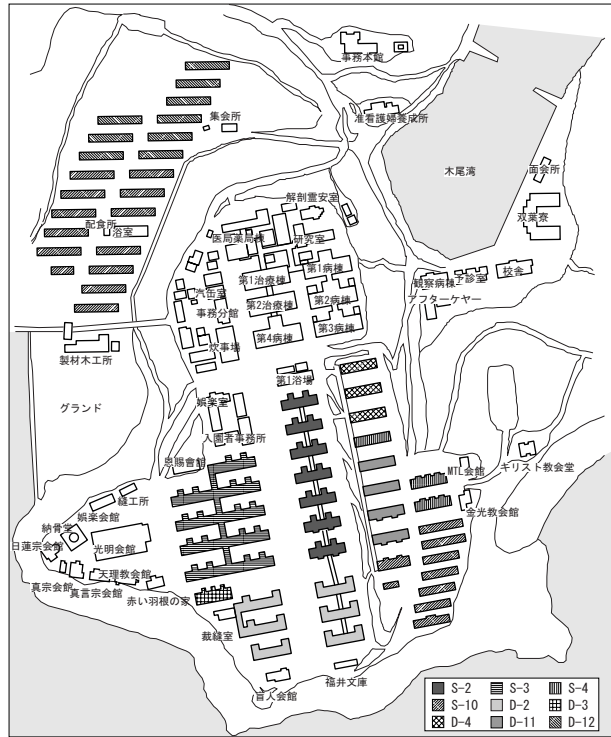 事務本館
准看護婦養成所
集会所
木尾湾
面会所
解剖霊安室
双葉寮
配食所
浴室
医局薬局棟
研究室
第1治療棟
第1病棟
予診室
校舎
観察病棟
汽缶室
第2治療棟
第2病棟
アフターケヤー
事務分館
第3病棟
第4病棟
炊事場
製材木工所
第1浴場
グランド
娯楽室
入園者事務所
恩賜會館
MTL会館
キリスト教会堂
縫工所
娯楽会館
金光教会館
納骨堂
日蓮宗会館
光明会館
天理教会館
真宗会館
真言宗会館
赤い羽根の家
裁縫室
福井文庫
盲人会館
S-2 S-3 S-4
S-10 D-2 D-3
D-4 D-11 D-12